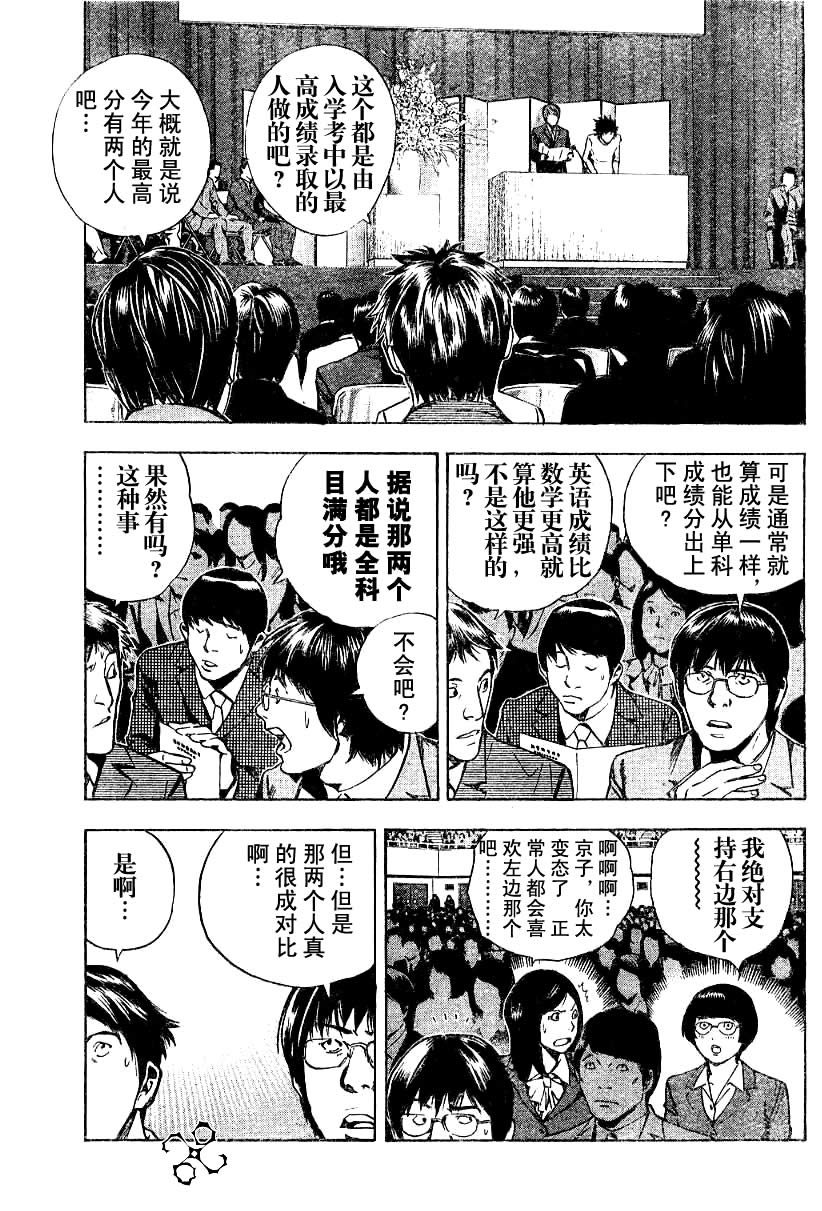 这个都是由
入学考中以最
高成绩录取的
人做的吧？
大概就是说
今年的最高
分有两个人
吧…
可是通常就
算成绩一样，
也能从单科
成绩分出上
下吧？
英语成绩比
数学更高就
算他更强，
不是这样的
吗？
据说那两个
人都是全科
目满分哦
不会吧？
果然有吗？
这种事
…………
我绝对支
持右边那个
～～～
啊啊啊…
京子，你太
变态了 正
常人都会喜
欢左边那个
吧………
但…但是
那两个人真
的很成对比
啊…
是啊…